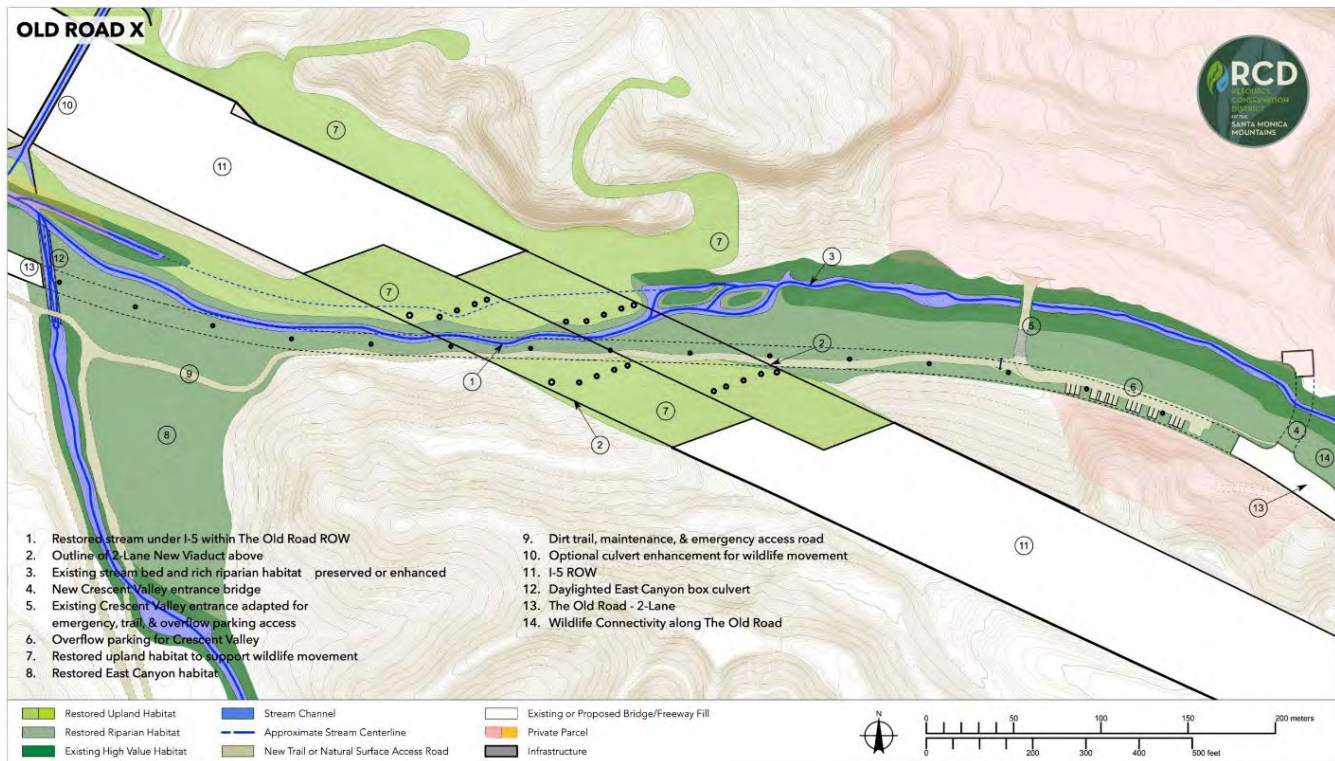 OLD ROAD X
RCD
RESOURCE
CONSERVATION
DISTRICT
OF THE
SANTA MONICA
MOUNTAINS
10
11
7
7
3
12
13
7
5
2
9
1
6
8
7
2
4
14
13
11
1. Restored stream under I-5 within The Old Road ROW
2. Outline of 2-Lane New Viaduct above
3. Existing stream bed and rich riparian habitat preserved or enhanced
4. New Crescent Valley entrance bridge
5. Existing Crescent Valley entrance adapted for
emergency, trail, & overflow parking access
6. Overflow parking for Crescent Valley
7. Restored upland habitat to support wildlife movement
8. Restored East Canyon habitat
9. Dirt trail, maintenance, & emergency access road
10. Optional culvert enhancement for wildlife movement
11. I-5 ROW
12. Daylighted East Canyon box culvert
13. The Old Road - 2-Lane
14. Wildlife Connectivity along The Old Road
Restored Upland Habitat
Restored Riparian Habitat
Existing High Value Habitat
Stream Channel
Approximate Stream Centerline
New Trail or Natural Surface Access Road
Existing or Proposed Bridge/Freeway Fill
Private Parcel
Infrastructure
N
0 50 100 150 200 meters
0 100 200 300 400 500 feet